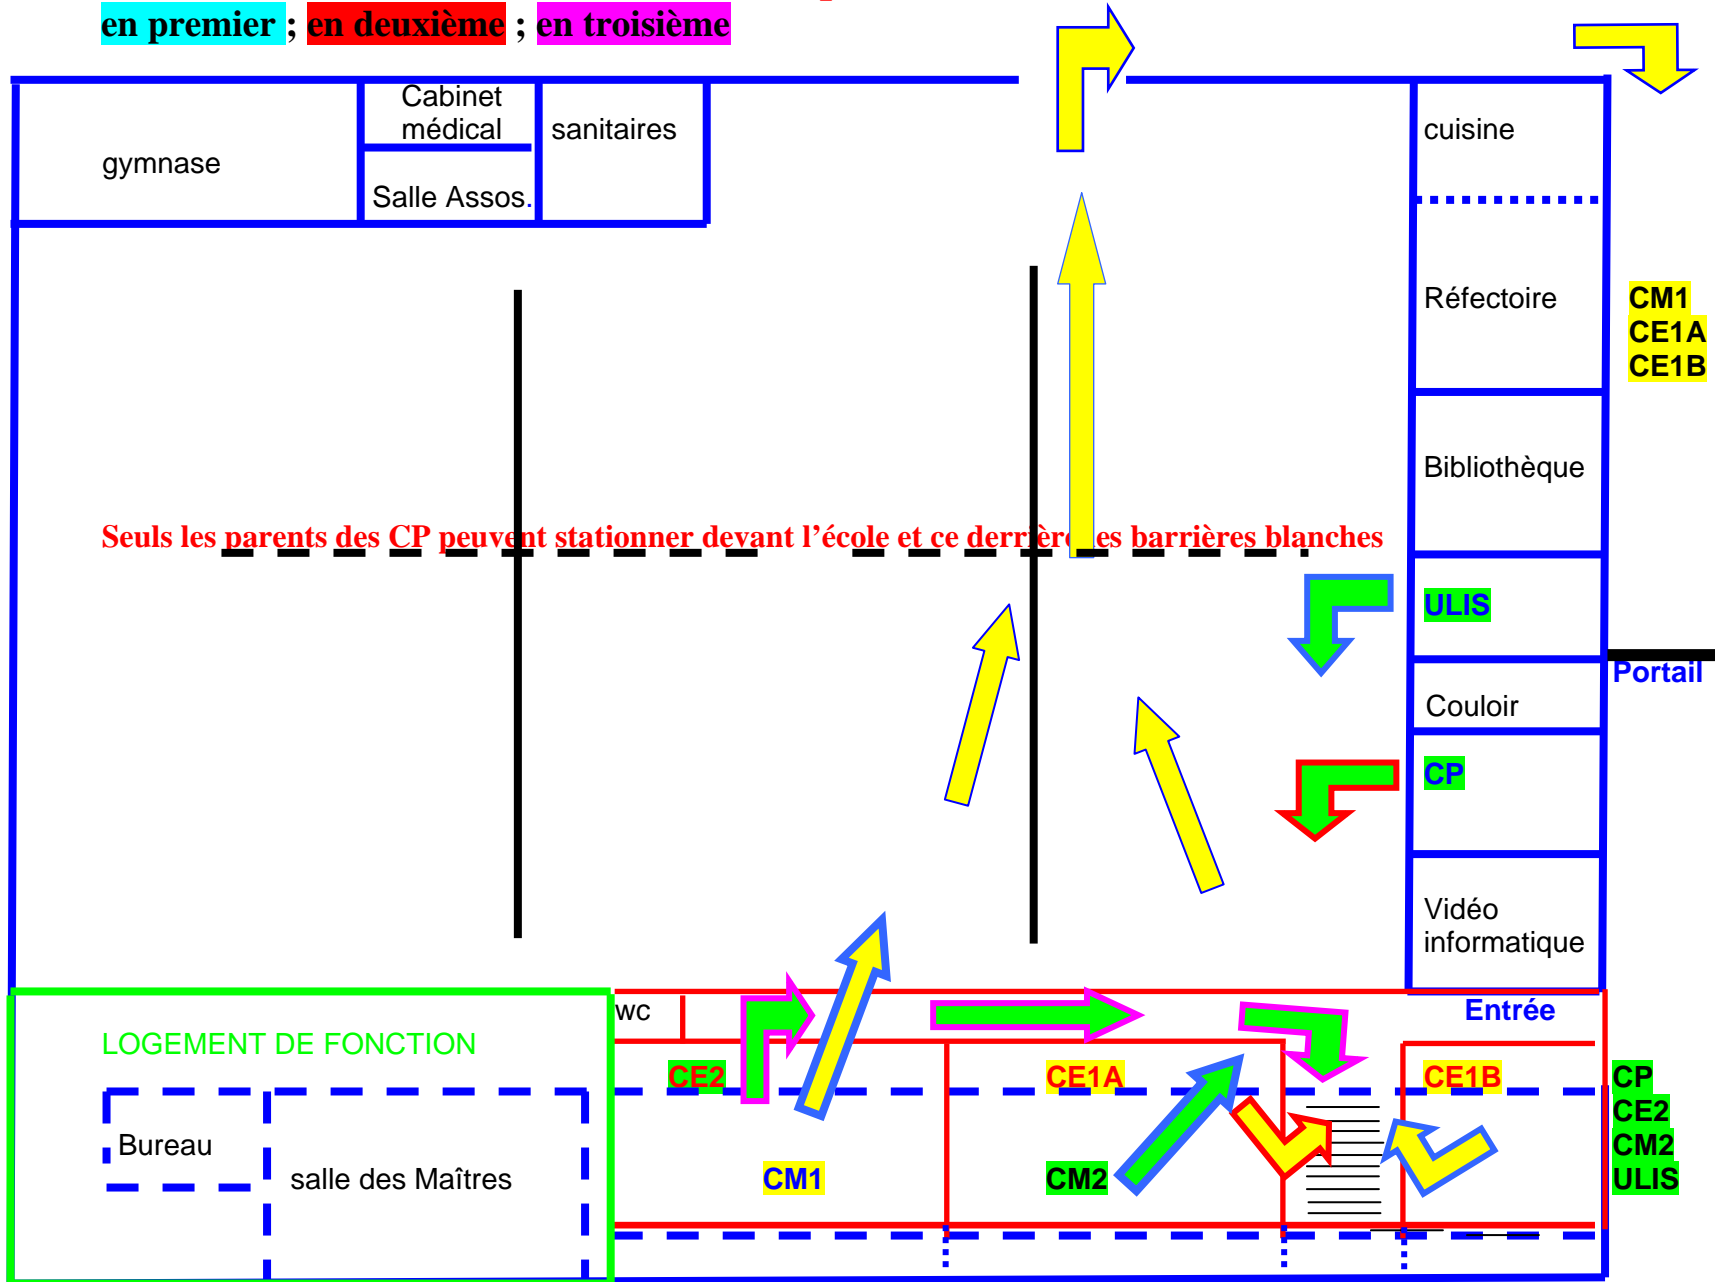 en premier ; en deuxième ; en troisième
Cabinet
médical
sanitaires
gymnase
Salle Assos.
cuisine
Réfectoire
CM1
CE1A
CE1B
Bibliothèque
Seuls les parents des CP peuvent stationner devant l'école et ce derrière les barrières blanches
ULIS
Portail
Couloir
CP
Vidéo
informatique
wc
Entrée
LOGEMENT DE FONCTION
CE2
CE1A
CE1B
CP
CE2
CM2
ULIS
Bureau
salle des Maîtres
CM1
CM2